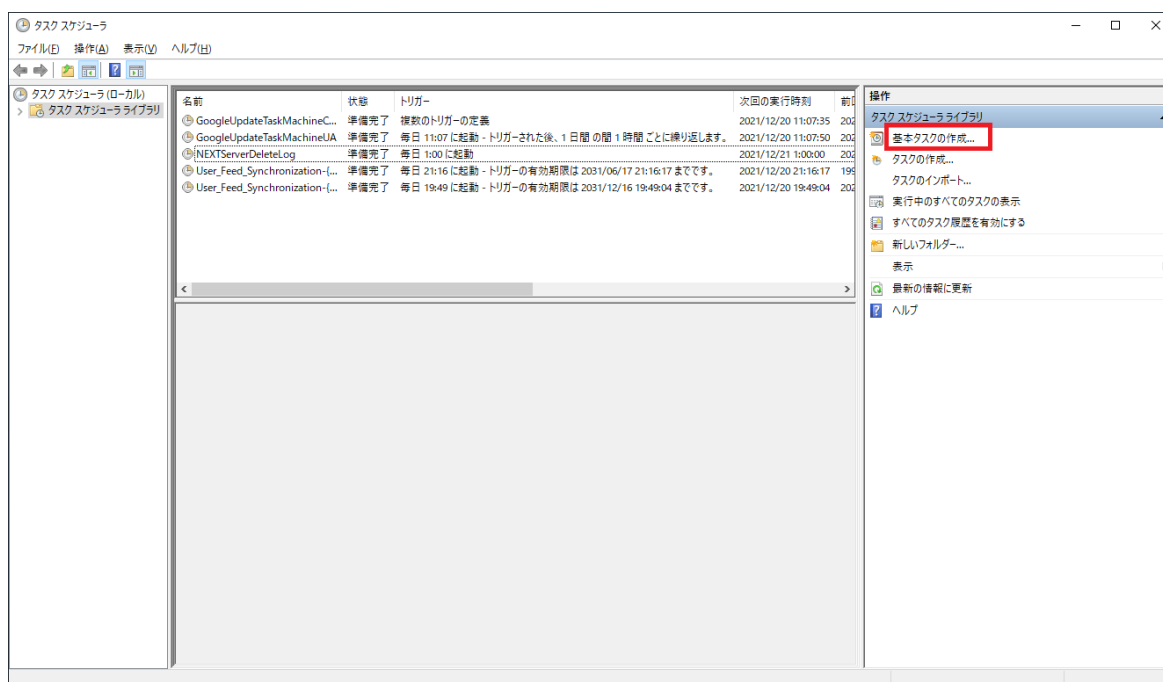 タスク スケジューラ
ファイル(F) 操作(A) 表示(V) ヘルプ(H)
タスク スケジューラ (ローカル)
タスク スケジューラ ライブラリ
名前 状態 トリガー 次回の実行時刻
GoogleUpdateTaskMachineC... 準備完了 複数のトリガーの定義 2021/12/20 11:07:35 202
GoogleUpdateTaskMachineUA 準備完了 毎日 11:07 に起動 - トリガーされた後、1 日間 の間 1 時間 ごとに繰り返します。 2021/12/20 11:07:50 202
NEXTServerDeleteLog 準備完了 毎日 1:00 に起動 2021/12/21 1:00:00 202
User_Feed_Synchronization-{... 準備完了 毎日 21:16 に起動 - トリガーの有効期限は 2031/06/17 21:16:17 までです。 2021/12/20 21:16:17 199
User_Feed_Synchronization-{... 準備完了 毎日 19:49 に起動 - トリガーの有効期限は 2031/12/16 19:49:04 までです。 2021/12/20 19:49:04 202
操作
タスク スケジューラ ライブラリ
基本タスクの作成...
タスクの作成...
タスクのインポート...
実行中のすべてのタスクの表示
すべてのタスク履歴を有効にする
新しいフォルダー...
表示
最新の情報に更新
ヘルプ